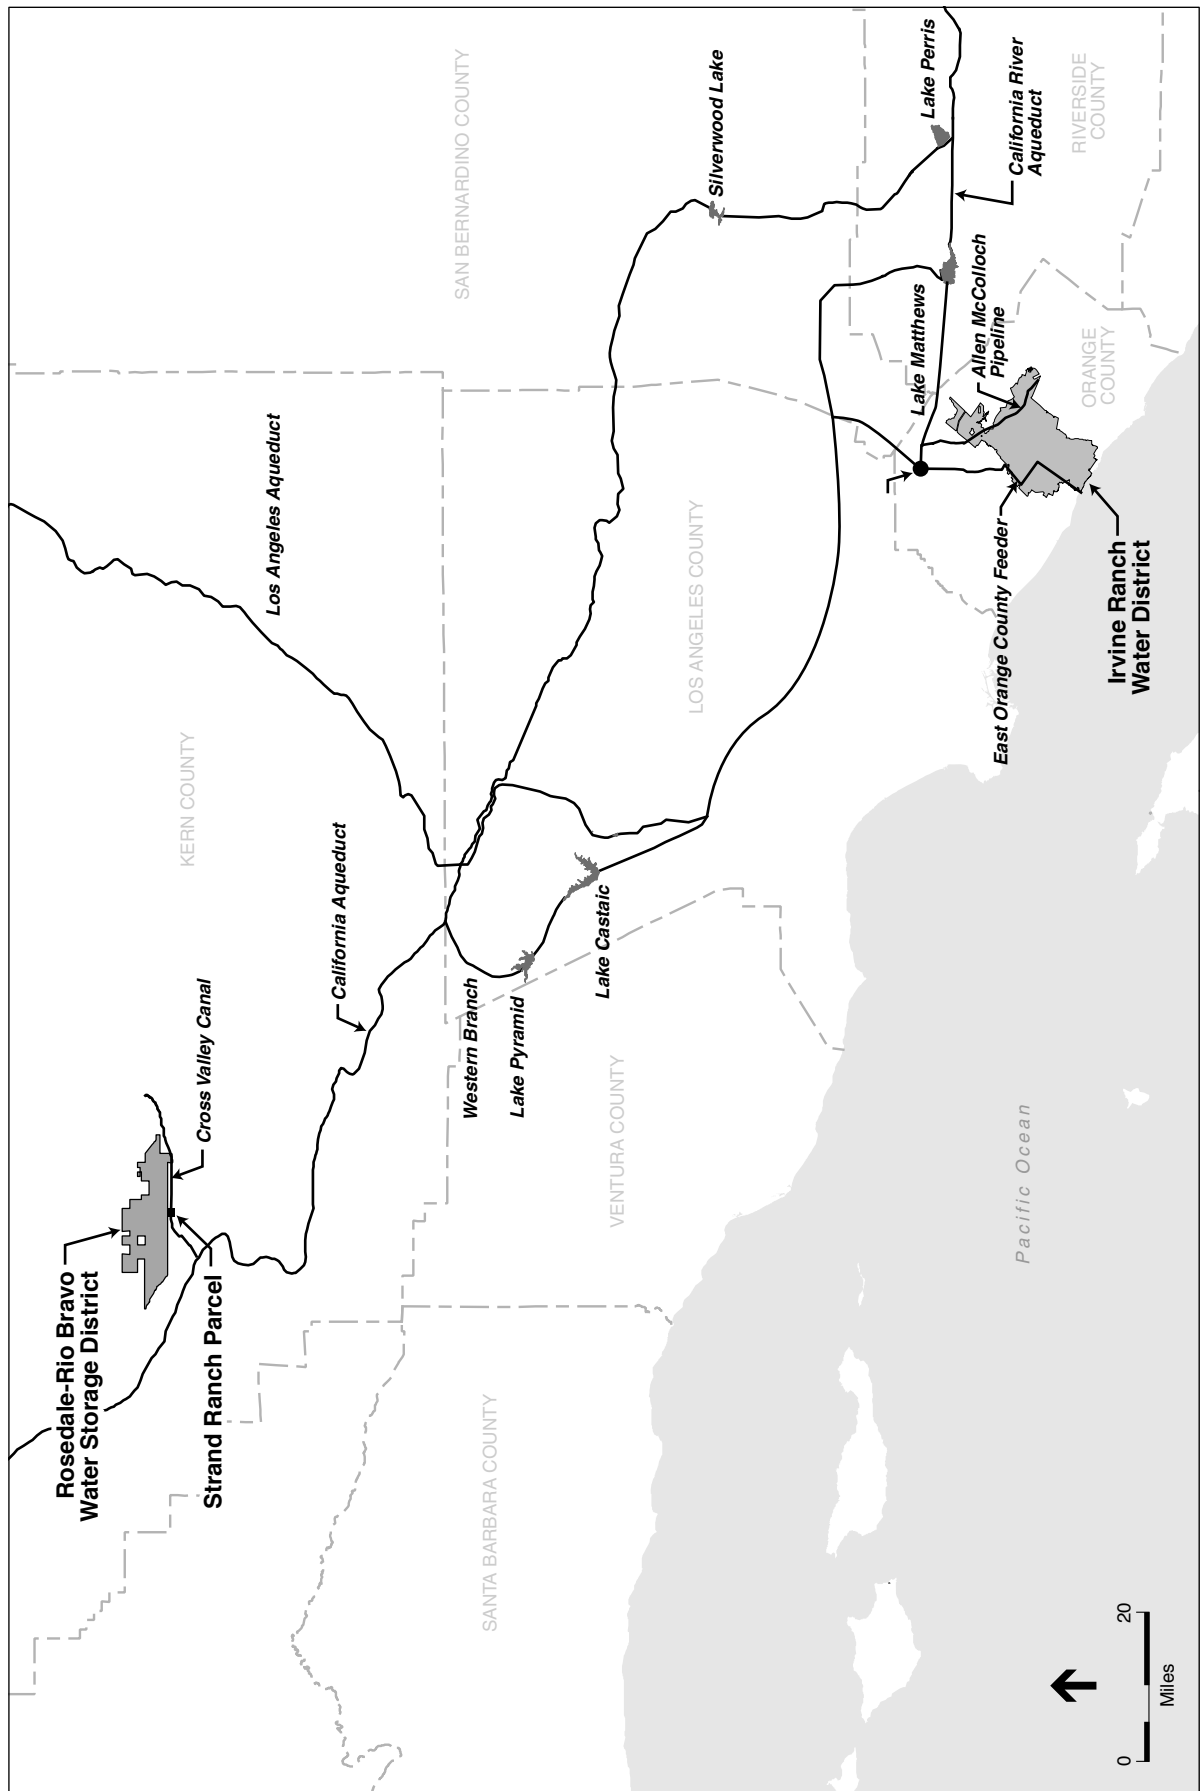 Rosedale-Rio Bravo
Water Storage District
Strand Ranch Parcel
Cross Valley Canal
California Aqueduct
Los Angeles Aqueduct
KERN COUNTY
SAN BERNARDINO COUNTY
Western Branch
Lake Pyramid
Lake Castaic
Silverwood Lake
LOS ANGELES COUNTY
SANTA BARBARA COUNTY
VENTURA COUNTY
Lake Perris
Lake Matthews
California River
Aqueduct
RIVERSIDE
COUNTY
Allen McColloch
Pipeline
ORANGE
COUNTY
East Orange County Feeder
Irvine Ranch
Water District
Pacific Ocean
0
20
Miles